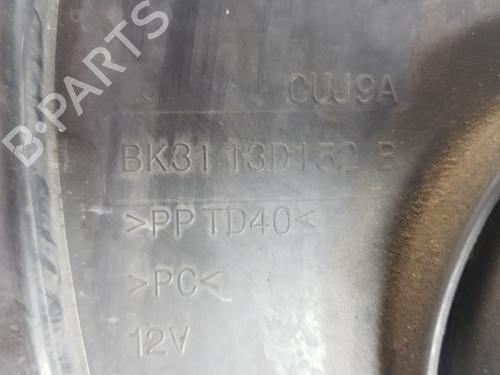 B-PARTS
CUJ9A
BK31 13D152 B
>PP TD40<
>PC<
12V